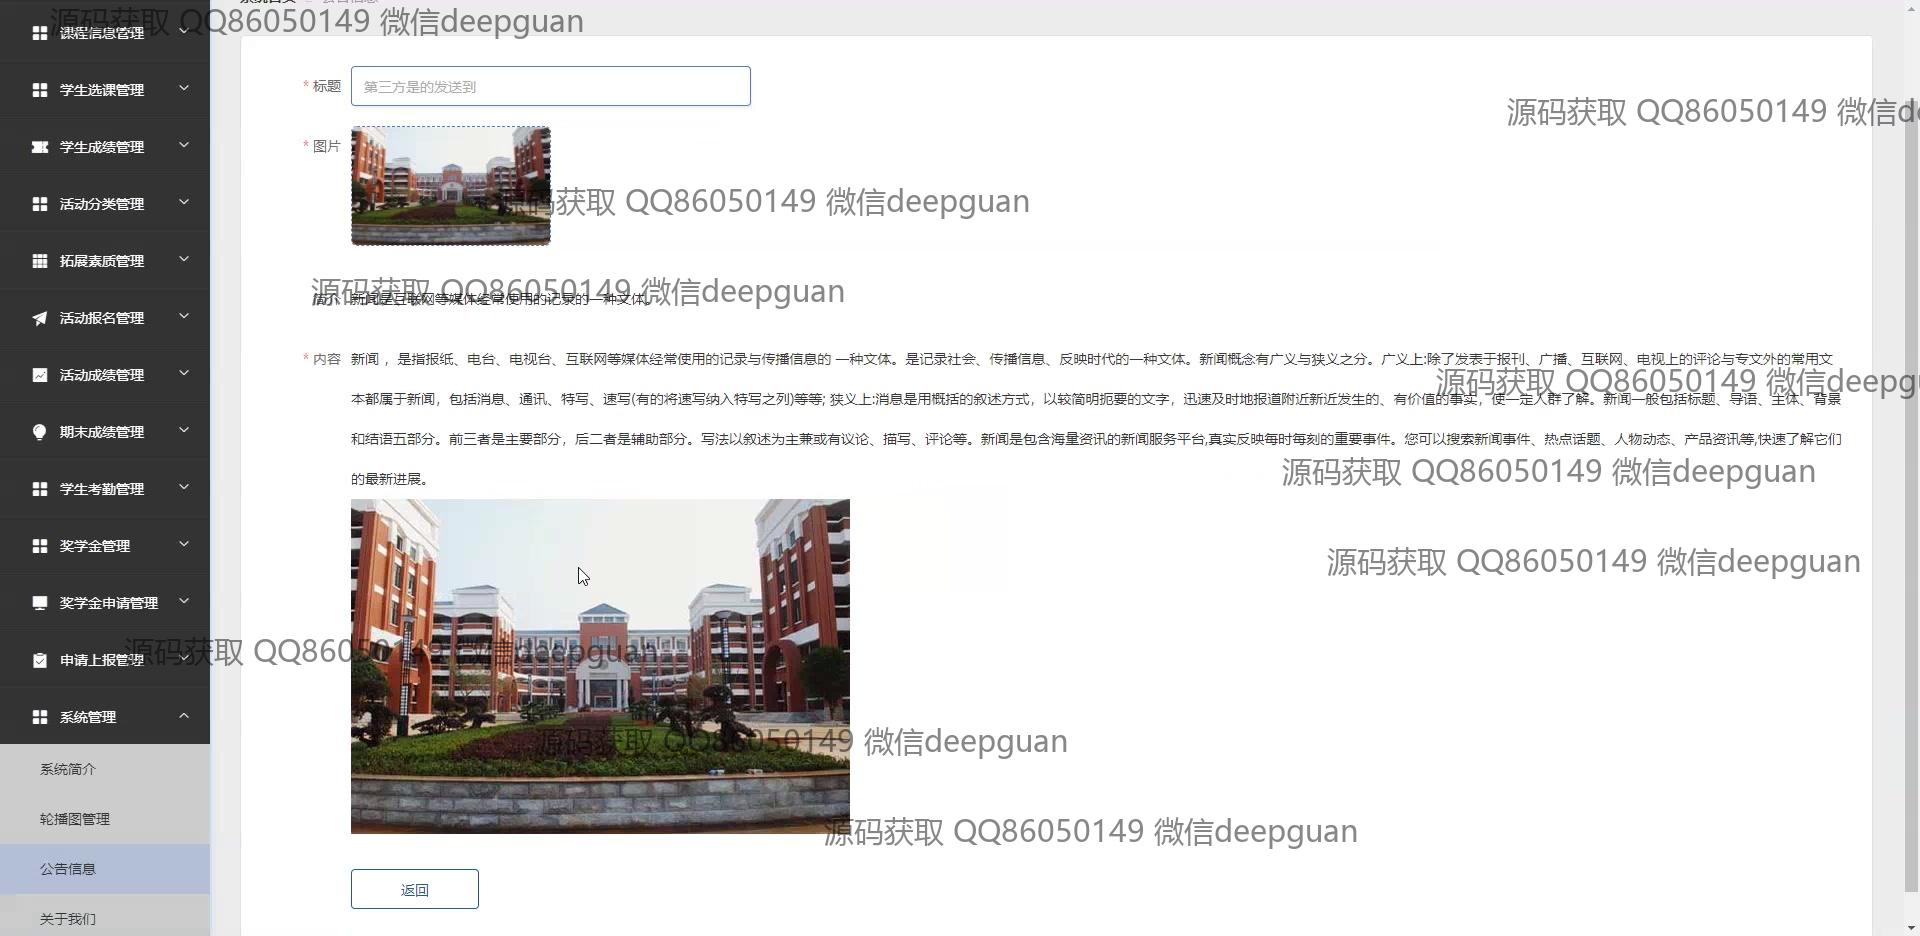 源码获取 QQ86050149 微信deepguan
课程信息管理
学生选课管理
学生成绩管理
活动分类管理
拓展素质管理
活动报名管理
活动成绩管理
期末成绩管理
学生考勤管理
奖学金管理
奖学金申请管理
申请上报管理
系统管理
系统简介
轮播图管理
公告信息
关于我们
* 标题 第三方是的发送到
源码获取 QQ86050149 微信d
* 图片
源码获取 QQ86050149 微信deepguan
源码获取 QQ86050149 微信deepguan
简介 新闻是互联网等媒体经常使用的记录的一种文体。
* 内容 新闻 ，是指报纸、电台、电视台、互联网等媒体经常使用的记录与传播信息的 一种文体。是记录社会、传播信息、反映时代的一种文体。新闻概念有广义与狭义之分。广义上:除了发表于报刊、广播、互联网、电视上的评论与专文外的常用文
源码获取 QQ86050149 微信deepg
本都属于新闻，包括消息、通讯、特写、速写(有的将速写纳入特写之列)等等; 狭义上:消息是用概括的叙述方式，以较简明扼要的文字，迅速及时地报道附近新近发生的、有价值的事实，使一定人群了解。新闻一般包括标题、导语、主体、背景
和结语五部分。前三者是主要部分，后二者是辅助部分。写法以叙述为主兼或有议论、描写、评论等。新闻是包含海量资讯的新闻服务平台,真实反映每时每刻的重要事件。您可以搜索新闻事件、热点话题、人物动态、产品资讯等,快速了解它们
的最新进展。
源码获取 QQ86050149 微信deepguan
源码获取 QQ86050149 微信deepguan
源码获取 QQ86050149 微信deepguan
源码获取 QQ86050149 微信deepguan
源码获取 QQ86050149 微信deepguan
返回